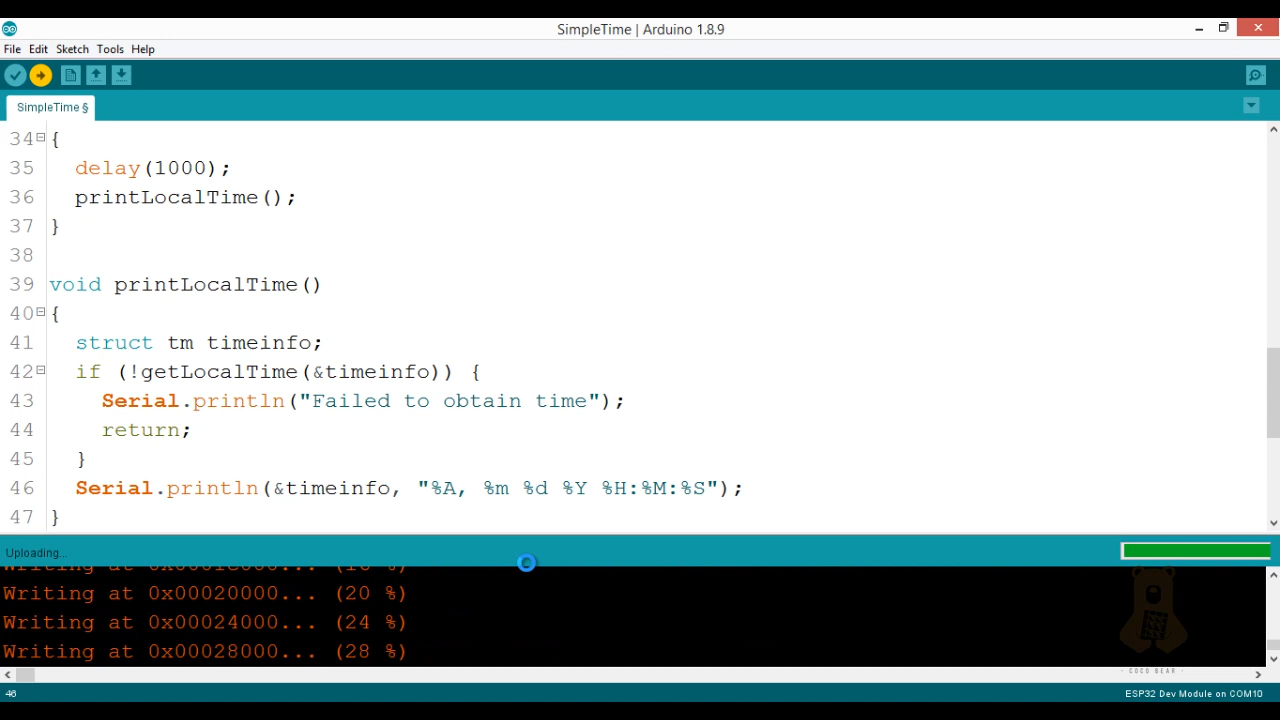 SimpleTime | Arduino 1.8.9
File Edit Sketch Tools Help
SimpleTime §
34 {
35   delay(1000);
36   printLocalTime();
37 }
38
39 void printLocalTime()
40 {
41   struct tm timeinfo;
42   if (!getLocalTime(&timeinfo)) {
43     Serial.println("Failed to obtain time");
44     return;
45   }
46   Serial.println(&timeinfo, "%A, %m %d %Y %H:%M:%S");
47 }
Uploading...
Writing at 0x00020000... (20 %)
Writing at 0x00024000... (24 %)
Writing at 0x00028000... (28 %)
- COCO BEAR -
46
ESP32 Dev Module on COM10